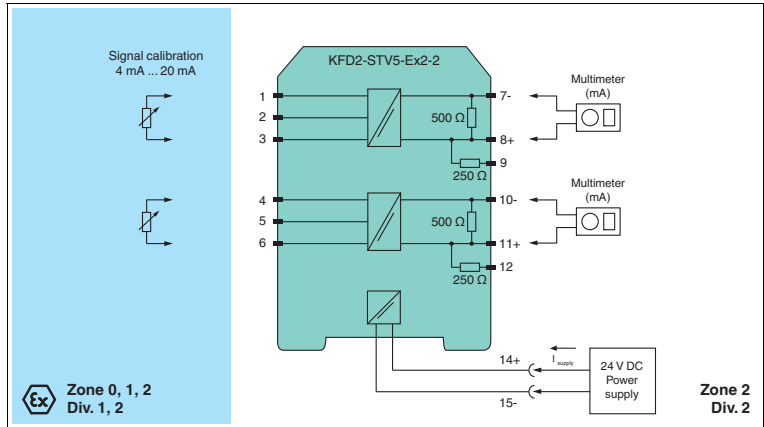 Signal calibration
4 mA ... 20 mA
KFD2-STV5-Ex2-2
Multimeter
(mA)
1
2
3
500 Ω
7-
8+
9
250 Ω
Multimeter
(mA)
4
5
6
500 Ω
10-
11+
12
250 Ω
14+
15-
I supply
24 V DC
Power
supply
Ex
Zone 0, 1, 2
Div. 1, 2
Zone 2
Div. 2